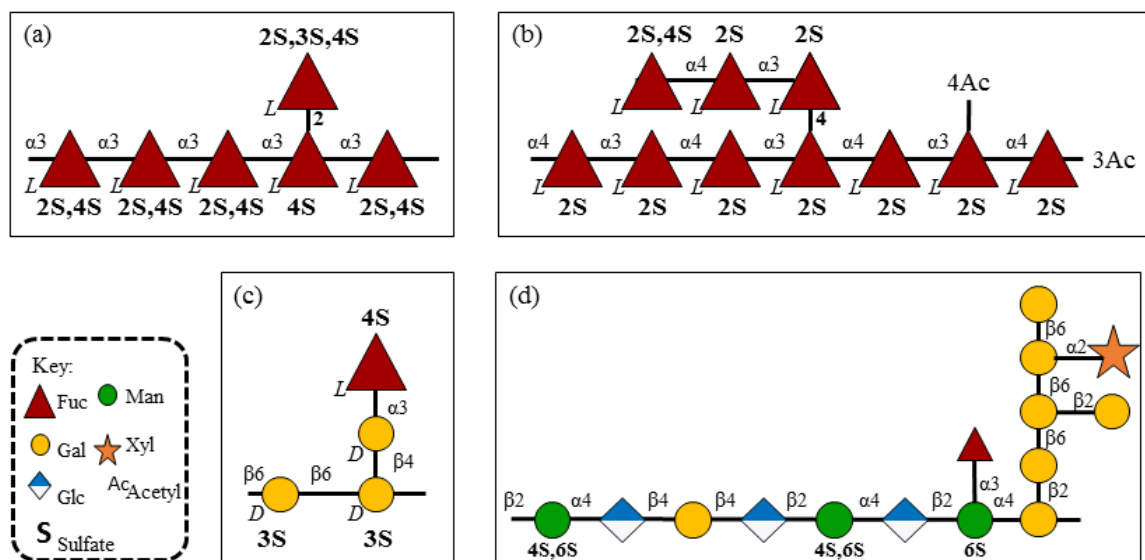 (a)
2S,3S,4S
L
2
α3 α3 α3 α3 α3
L L L L L
2S,4S 2S,4S 2S,4S 4S 2S,4S
(b)
2S,4S 2S 2S
α4 α3
L L L
4
4Ac
α4 α3 α4 α3 α4 α3 α4
3Ac
L L L L L L L
2S 2S 2S 2S 2S 2S 2S
(c)
4S
L
α3
D
β4
β6 β6
D D
3S 3S
(d)
β6
α2
β6
β2
β6
α3
β2
β2 α4 β4 β4 β2 α4 β2 α4
4S,6S 4S,6S 6S
Key:
Fuc Man
Gal Xyl
Glc Ac Acetyl
S Sulfate